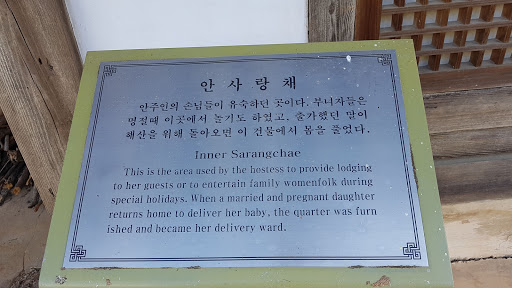 안 사 랑 채
안주인의 손님들이 유숙하던 곳이다. 부녀자들은
명절때 이곳에서 놀기도 하였고, 출가했던 딸이
해산을 위해 돌아오면 이 건물에서 몸을 풀었다.
Inner Sarangchae
This is the area used by the hostess to provide lodging
to her guests or to entertain family womenfolk during
special holidays. When a married and pregnant daughter
returns home to deliver her baby, the quarter was furn
ished and became her delivery ward.